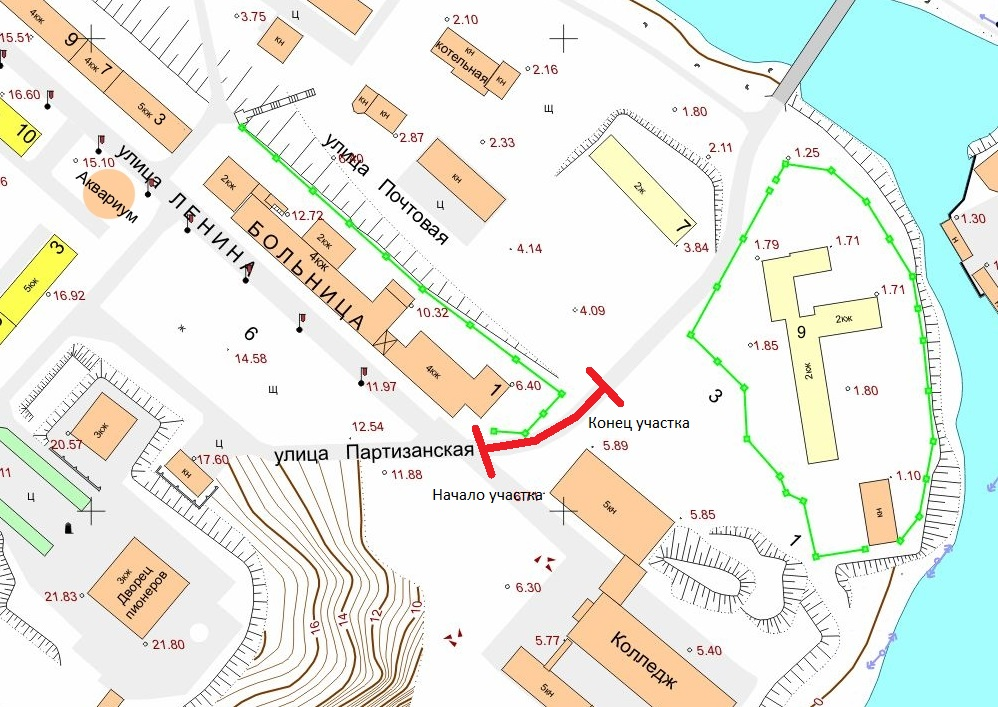 3.75
ц
2.10
4кж
15.51
9
кн
котельная
кн
кн
2.16
4кж
7
16.60
5кж
3
кн
кн
щ
1.80
10
2.87
2.33
2.11
1.25
15.10
улица ЛЕНИНА
улица Почтовая
кн
ц
2ж
7
Аквариум
2кж
12.72
БОЛЬНИЦА
2кж
4кж
4.14
3.84
1.79
1.71
1.30
н
3
5кж
16.92
10.32
4.09
1.71
2кж
9
2кж
ж
6
14.58
щ
11.97
4кж
1
6.40
1.85
1.80
3
Конец участка
12.54
5.89
улица Партизанская
20.57
3кж
ц
17.60
кн
11.88
Начало участка
1.10
кн
11
ц
5кн
5.85
1
3кж
Дворец
пионеров
21.83
21.80
16
14
12
10
6.30
5.77
Колледж
5.40
5кн
0